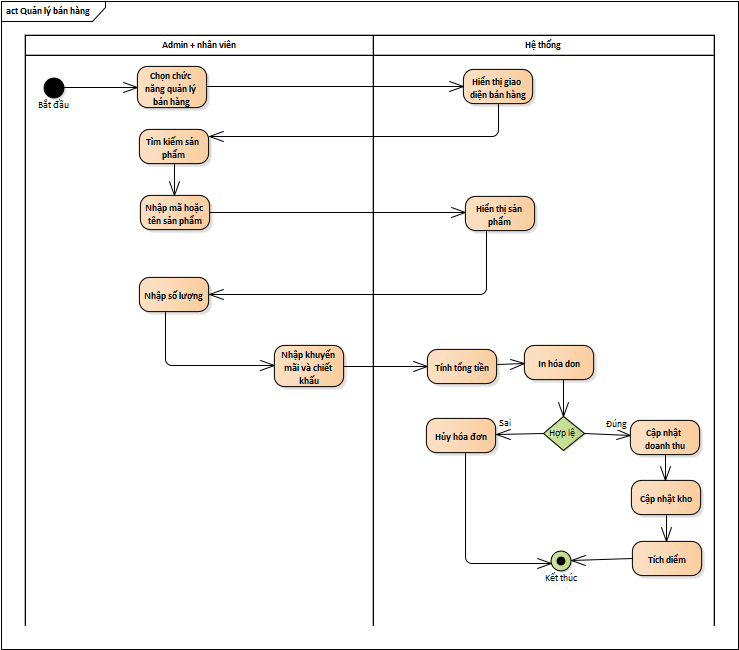 act Quản lý bán hàng
Admin + nhân viên
Hệ thống
Bắt đầu
Chọn chức
năng quản lý
bán hàng
Hiển thị giao
diện bán hàng
Tìm kiếm sản
phẩm
Nhập mã hoặc
tên sản phẩm
Hiển thị sản
phẩm
Nhập số lượng
Nhập khuyến
mãi và chiết
khấu
Tính tổng tiền
In hóa don
Hủy hóa đơn
Sai
Hợp lệ
Đúng
Cập nhật
doanh thu
Cập nhật kho
Tích điểm
Kết thúc